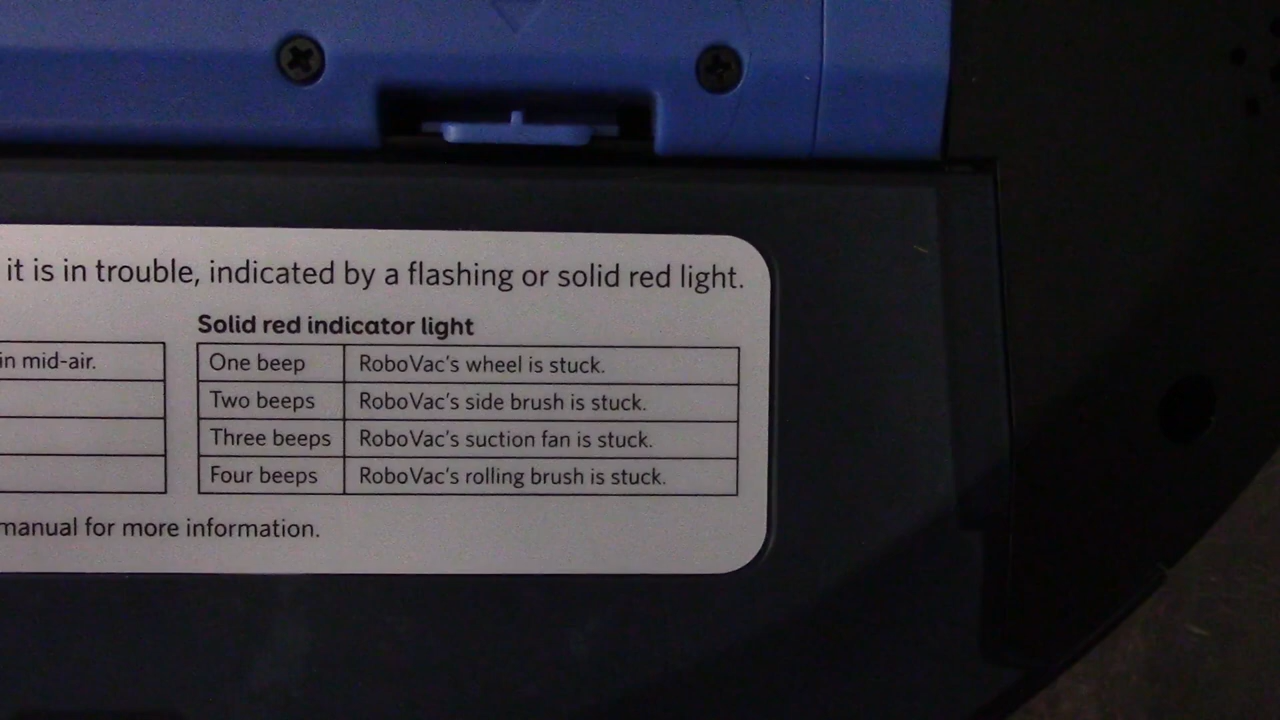 it is in trouble, indicated by a flashing or solid red light.
Solid red indicator light
in mid-air.
One beep RoboVac's wheel is stuck.
Two beeps RoboVac's side brush is stuck.
Three beeps RoboVac's suction fan is stuck.
Four beeps RoboVac's rolling brush is stuck.
manual for more information.